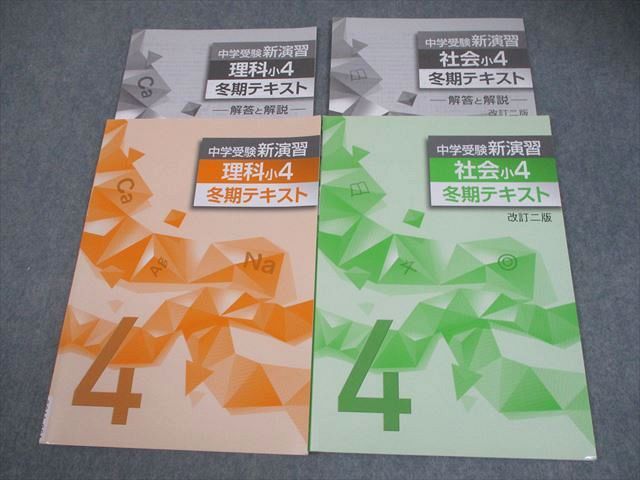 中学受験新演習
理科小4
冬期テキスト
―解答と解説―
Ca
中学受験新演習
社会小4
冬期テキスト
―解答と解説―
改訂二版
中学受験新演習
理科小4
冬期テキスト
Ca
AB
Na
4
中学受験新演習
社会小4
冬期テキスト
改訂二版
文
◎
4